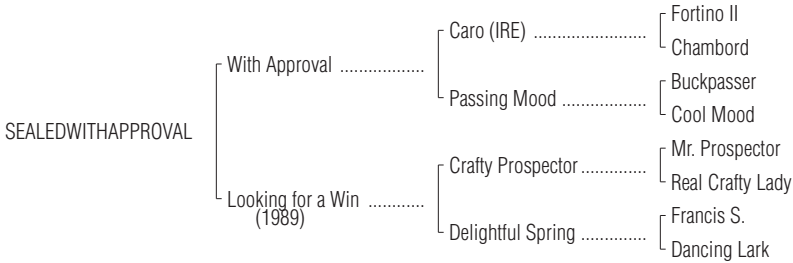 Fortino II
Caro (IRE) ........................
Chambord
With Approval ..................
Buckpasser
Passing Mood ..................
Cool Mood
SEALEDWITHAPPROVAL
Mr. Prospector
Crafty Prospector ..............
Real Crafty Lady
Looking for a Win ............
(1989)
Francis S.
Delightful Spring ..............
Dancing Lark